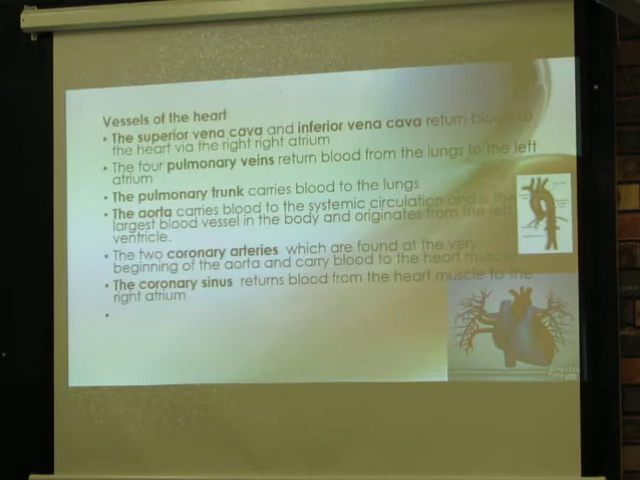 Vessels of the heart
• The superior vena cava and inferior vena cava return blood to
the heart via the right right atrium
• The four pulmonary veins return blood from the lungs to the left
atrium
• The pulmonary trunk carries blood to the lungs
• The aorta carries blood to the systemic circulation and is the
largest blood vessel in the body and originates from the left
ventricle.
• The two coronary arteries which are found at the very
beginning of the aorta and carry blood to the heart muscle
• The coronary sinus returns blood from the heart muscle to the
right atrium
•